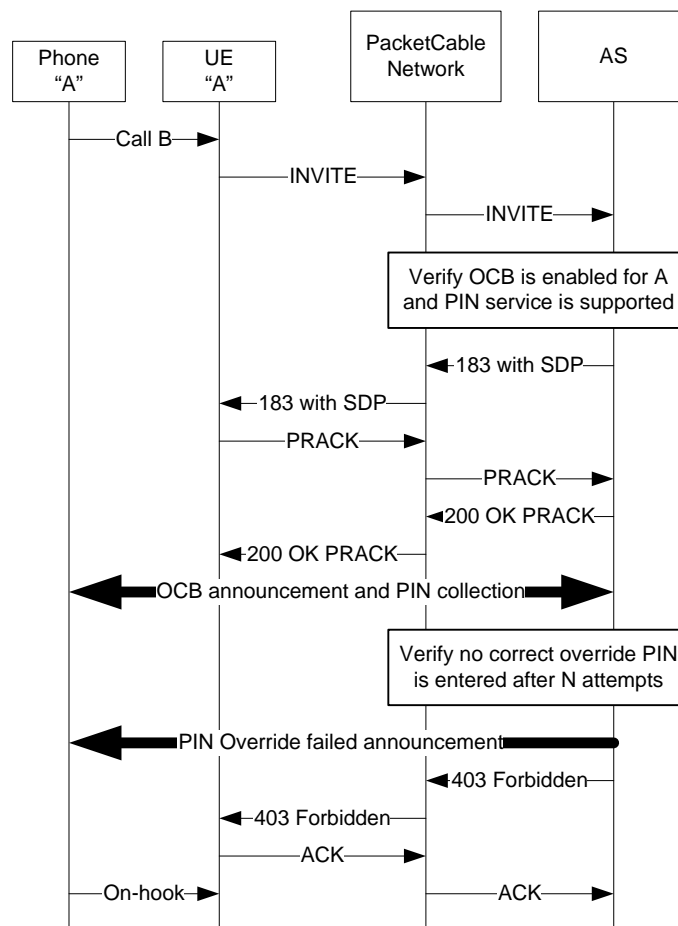 Phone
“A”
UE
“A”
PacketCable
Network
AS
Call B
INVITE
INVITE
Verify OCB is enabled for A
and PIN service is supported
183 with SDP
183 with SDP
PRACK
PRACK
200 OK PRACK
200 OK PRACK
OCB announcement and PIN collection
Verify no correct override PIN
is entered after N attempts
PIN Override failed announcement
403 Forbidden
403 Forbidden
ACK
On-hook
ACK